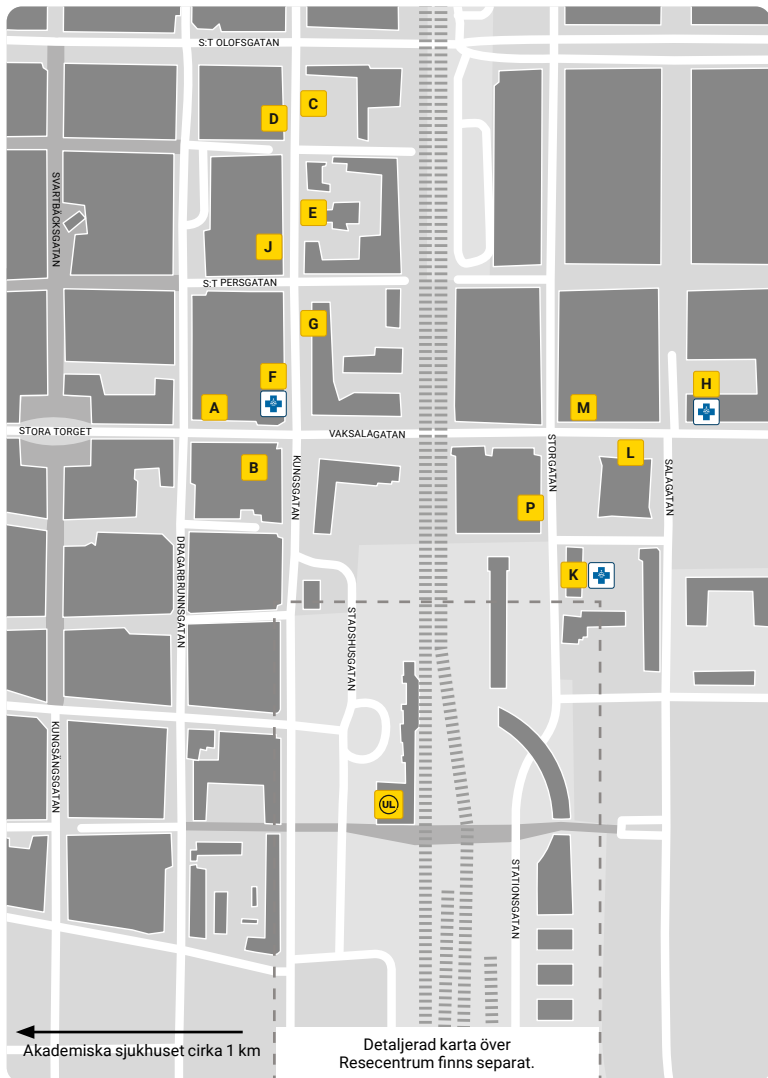 S:T OLOFSGATAN
C
D
SVARTBÄCKSGATAN
E
J
S:T PERSGATAN
G
F
H
A
M
STORA TORGET
VAKSALAGATAN
L
B
KUNGSGATAN
STORGATAN
SALAGATAN
P
DRAGARBRUNNSGATAN
K
STADSHUSGATAN
KUNGSÄNGSGATAN
UL
STATIONSGATAN
Akademiska sjukhuset cirka 1 km
Detaljerad karta över
Resecentrum finns separat.